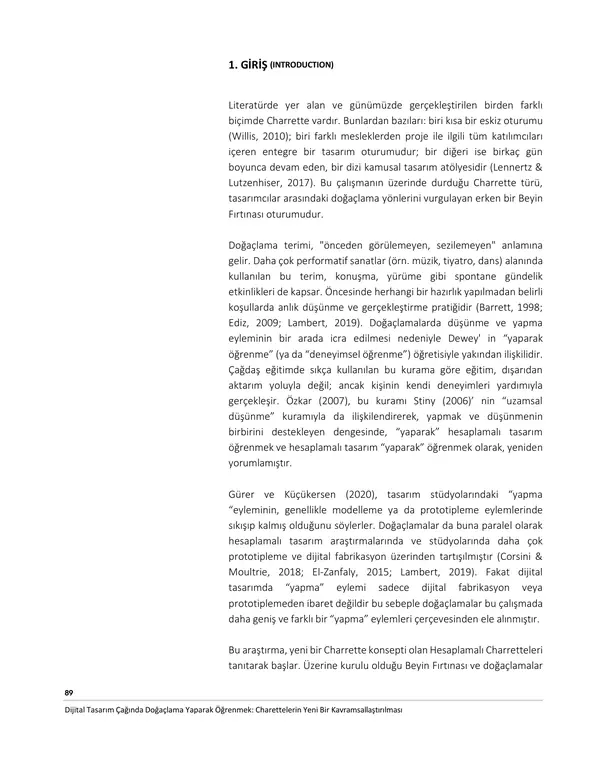 1. GİRİŞ (INTRODUCTION)
Literatürde yer alan ve günümüzde gerçekleştirilen birden farklı
biçimde Charrette vardır. Bunlardan bazıları: biri kısa bir eskiz oturumu
(Willis, 2010); biri farklı mesleklerden proje ile ilgili tüm katılımcıları
içeren entegre bir tasarım oturumudur; bir diğeri ise birkaç gün
boyunca devam eden, bir dizi kamusal tasarım atölyesidir (Lennertz &
Lutzenhiser, 2017). Bu çalışmanın üzerinde durduğu Charrette türü,
tasarımcılar arasındaki doğaçlama yönlerini vurgulayan erken bir Beyin
Fırtınası oturumudur.
Doğaçlama terimi, "önceden görülemeyen, sezilemeyen" anlamına
gelir. Daha çok performatif sanatlar (örn. müzik, tiyatro, dans) alanında
kullanılan bu terim, konuşma, yürüme gibi spontane gündelik
etkinlikleri de kapsar. Öncesinde herhangi bir hazırlık yapılmadan belirli
koşullarda anlık düşünme ve gerçekleştirme pratiğidir (Barrett, 1998;
Ediz, 2009; Lambert, 2019). Doğaçlamalarda düşünme ve yapma
eyleminin bir arada icra edilmesi nedeniyle Dewey' in “yaparak
öğrenme” (ya da “deneyimsel öğrenme”) öğretisiyle yakından ilişkilidir.
Çağdaş eğitimde sıkça kullanılan bu kurama göre eğitim, dışarıdan
aktarım yoluyla değil; ancak kişinin kendi deneyimleri yardımıyla
gerçekleşir. Özkar (2007), bu kuramı Stiny (2006)’ nin “uzamsal
düşünme” kuramıyla da ilişkilendirerek, yapmak ve düşünmenin
birbirini destekleyen dengesinde, “yaparak” hesaplamalı tasarım
öğrenmek ve hesaplamalı tasarım “yaparak” öğrenmek olarak, yeniden
yorumlamıştır.
Gürer ve Küçükersen (2020), tasarım stüdyolarındaki “yapma
“eyleminin, genellikle modelleme ya da prototipleme eylemlerinde
sıkışıp kalmış olduğunu söylerler. Doğaçlamalar da buna paralel olarak
hesaplamalı tasarım araştırmalarında ve stüdyolarında daha çok
prototipleme ve dijital fabrikasyon üzerinden tartışılmıştır (Corsini &
Moultrie, 2018; El-Zanfaly, 2015; Lambert, 2019). Fakat dijital
tasarımda “yapma” eylemi sadece dijital fabrikasyon veya
prototiplemeden ibaret değildir bu sebeple doğaçlamalar bu çalışmada
daha geniş ve farklı bir “yapma” eylemleri çerçevesinden ele alınmıştır.
Bu araştırma, yeni bir Charrette konsepti olan Hesaplamalı Charretteleri
tanıtarak başlar. Üzerine kurulu olduğu Beyin Fırtınası ve doğaçlamalar
89
Dijital Tasarım Çağında Doğaçlama Yaparak Öğrenmek: Charettelerin Yeni Bir Kavramsallaştırılması